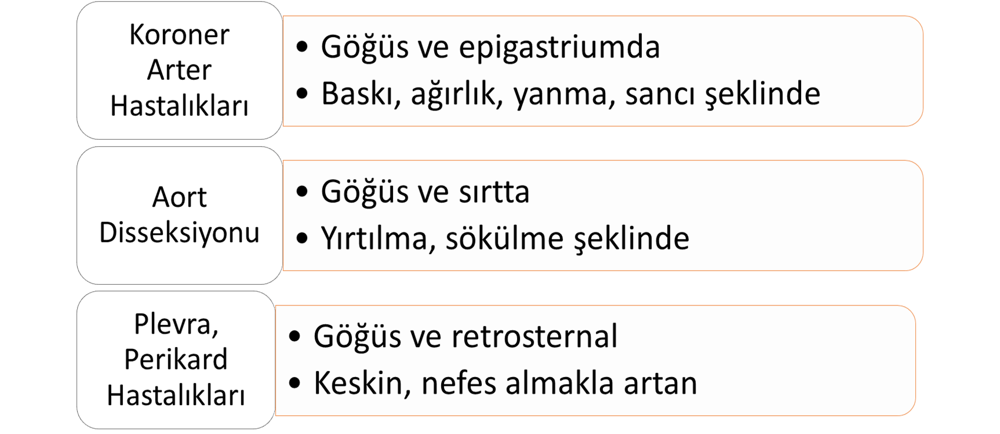 Koroner
Arter
Hastalıkları
• Göğüs ve epigastriumda
• Baskı, ağırlık, yanma, sancı şeklinde
Aort
Disseksiyonu
• Göğüs ve sırtta
• Yırtılma, sökülme şeklinde
Plevra,
Perikard
Hastalıkları
• Göğüs ve retrosternal
• Keskin, nefes almakla artan